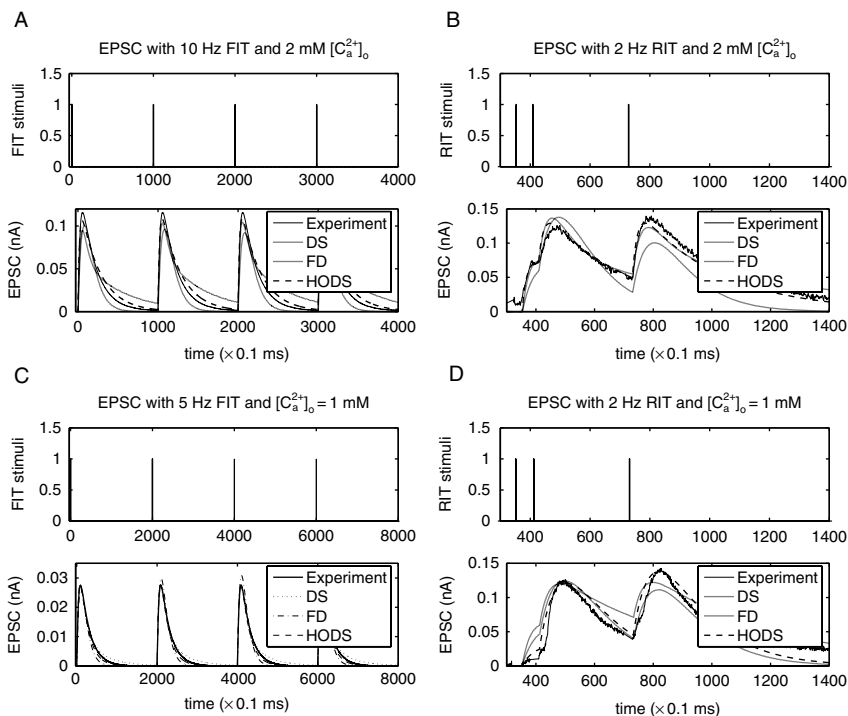 A
EPSC with 10 Hz FIT and 2 mM [Ca2+]o
FIT stimuli
1.5
1
0.5
0
0 1000 2000 3000 4000
EPSC (nA)
0.1
0.05
0
Experiment
DS
FD
HODS
0 1000 2000 3000 4000
time (×0.1 ms)
B
EPSC with 2 Hz RIT and 2 mM [Ca2+]o
RIT stimuli
1.5
1
0.5
0
400 600 800 1000 1200 1400
EPSC (nA)
0.15
0.1
0.05
0
Experiment
DS
FD
HODS
400 600 800 1000 1200 1400
time (×0.1 ms)
C
EPSC with 5 Hz FIT and [Ca2+]o = 1 mM
FIT stimuli
1.5
1
0.5
0
0 2000 4000 6000 8000
EPSC (nA)
0.03
0.02
0.01
0
Experiment
DS
FD
HODS
0 2000 4000 6000 8000
time (×0.1 ms)
D
EPSC with 2 Hz RIT and [Ca2+]o = 1 mM
RIT stimuli
1.5
1
0.5
0
400 600 800 1000 1200 1400
EPSC (nA)
0.15
0.1
0.05
0
Experiment
DS
FD
HODS
400 600 800 1000 1200 1400
time (×0.1 ms)